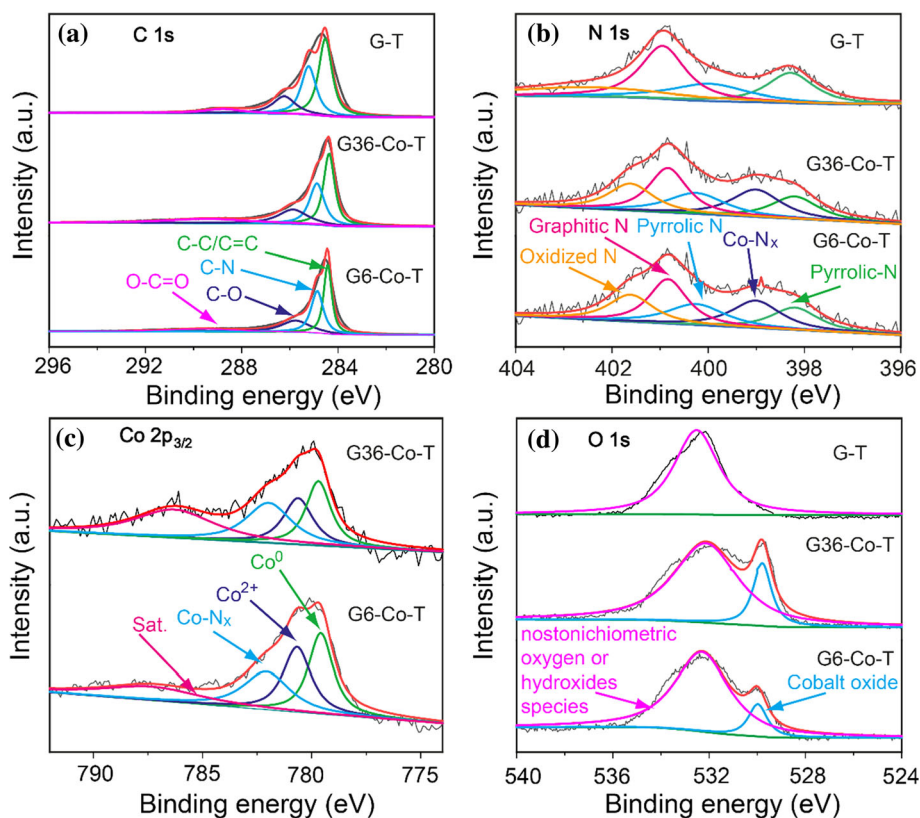 (a)
C 1s
G-T
G36-Co-T
C-C/C=C
G6-Co-T
C-N
O-C=O
C-O
Intensity (a.u.)
296 292 288 284 280
Binding energy (eV)
(b)
N 1s
G-T
G36-Co-T
G6-Co-T
Graphitic N
Pyrrolic N
Co-Nx
Oxidized N
Pyrrolic-N
Intensity (a.u.)
404 402 400 398 396
Binding energy (eV)
(c)
Co 2p3/2
G36-Co-T
Co0
Co2+
G6-Co-T
Co-Nx
Sat.
Intensity (a.u.)
790 785 780 775
Binding energy (eV)
(d)
O 1s
G-T
G36-Co-T
nostonichiometric
oxygen or
hydroxides
species
G6-Co-T
Cobalt oxide
Intensity (a.u.)
540 536 532 528 524
Binding energy (eV)